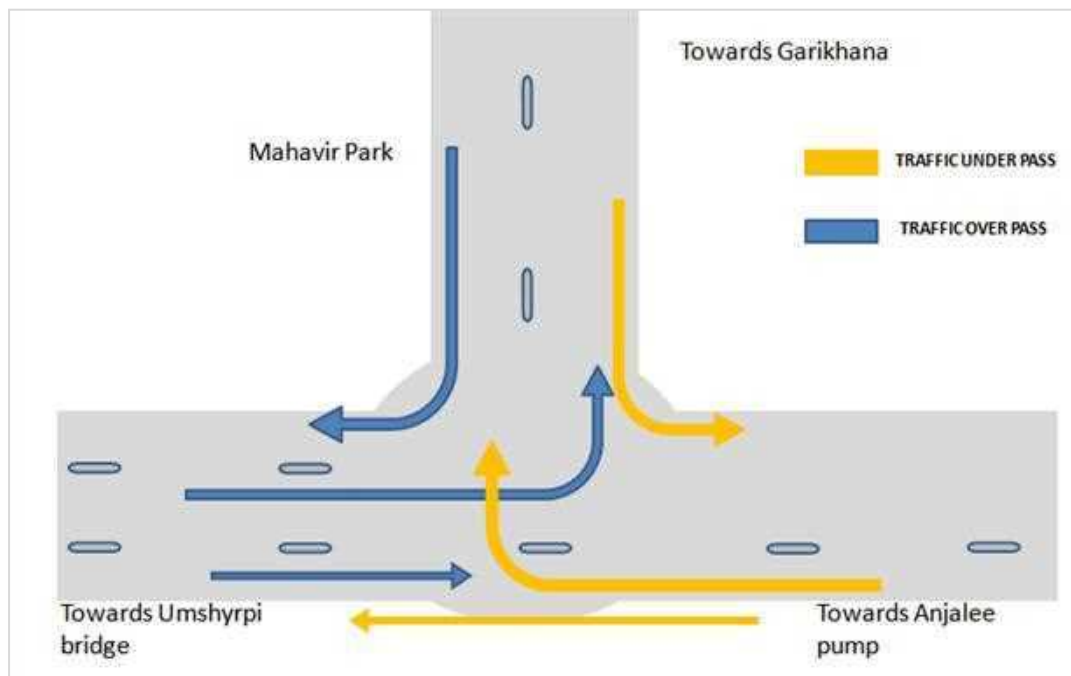 Towards Garikhana
Mahavir Park
TRAFFIC UNDER PASS
TRAFFIC OVER PASS
Towards Umshyrpi
bridge
Towards Anjalee
pump